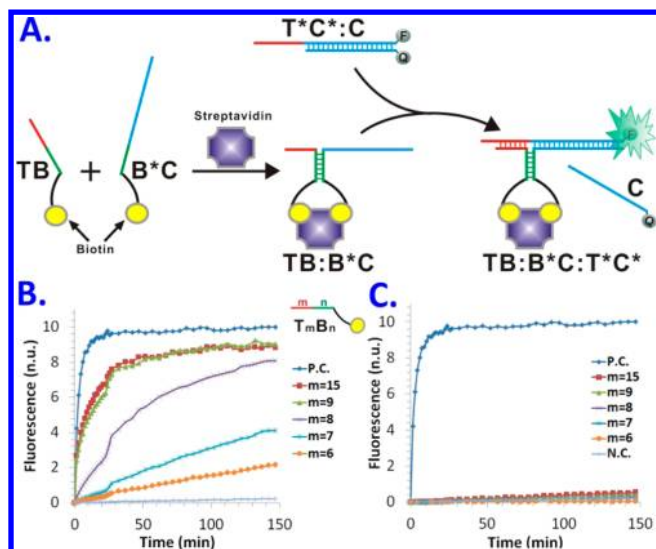 A.
T*C*:C
F
Q
Streptavidin
TB + B*C
C
F
Q
Biotin
TB:B*C
TB:B*C:T*C*
B.
m n
TmBn
C.
Fluorescence (n.u.)
10
8
6
4
2
0
0 50 100 150
Time (min)
P.C.
m=15
m=9
m=8
m=7
m=6
N.C.
Fluorescence (n.u.)
10
8
6
4
2
0
0 50 100 150
Time (min)
P.C.
m=15
m=9
m=8
m=7
m=6
N.C.